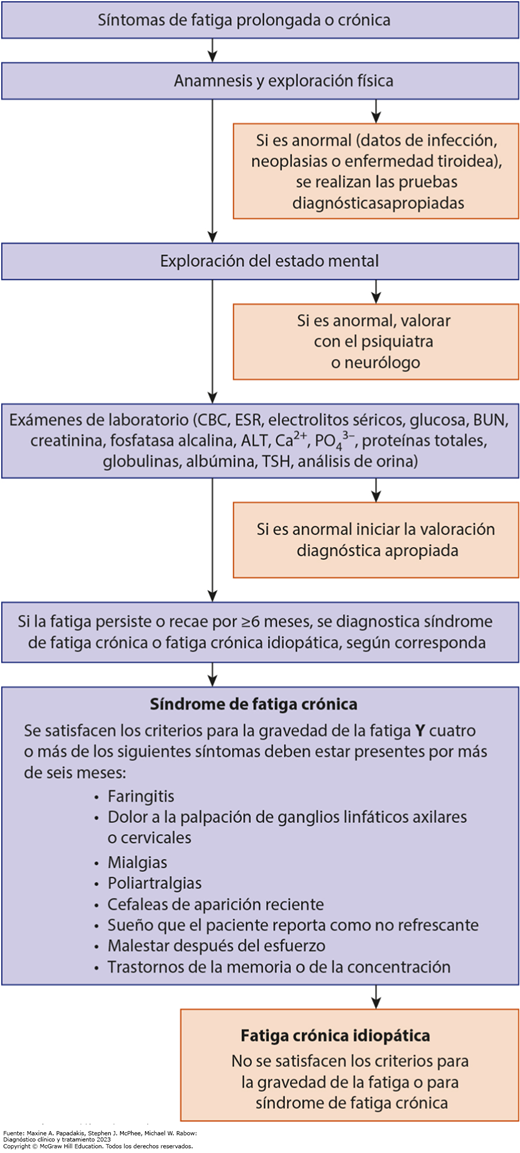 Síntomas de fatiga prolongada o crónica
Anamnesis y exploración física
Si es anormal (datos de infección,
neoplasias o enfermedad tiroidea),
se realizan las pruebas
diagnósticasapropiadas
Exploración del estado mental
Si es anormal, valorar
con el psiquiatra
o neurólogo
Exámenes de laboratorio (CBC, ESR, electrolitos séricos, glucosa, BUN,
creatinina, fosfatasa alcalina, ALT, Ca²⁺, PO₄³⁻, proteínas totales,
globulinas, albúmina, TSH, análisis de orina)
Si es anormal iniciar la valoración
diagnóstica apropiada
Si la fatiga persiste o recae por ≥6 meses, se diagnostica síndrome
de fatiga crónica o fatiga crónica idiopática, según corresponda
Síndrome de fatiga crónica
Se satisfacen los criterios para la gravedad de la fatiga Y cuatro
o más de los siguientes síntomas deben estar presentes por más
de seis meses:
• Faringitis
• Dolor a la palpación de ganglios linfáticos axilares
o cervicales
• Mialgias
• Poliartralgias
• Cefaleas de aparición reciente
• Sueño que el paciente reporta como no refrescante
• Malestar después del esfuerzo
• Trastornos de la memoria o de la concentración
Fatiga crónica idiopática
No se satisfacen los criterios para
la gravedad de la fatiga o para
síndrome de fatiga crónica
Fuente: Maxine A. Papadakis, Stephen J. McPhee, Michael W. Rabow:
Diagnóstico clínico y tratamiento 2023
Copyright © McGraw Hill Education. Todos los derechos reservados.